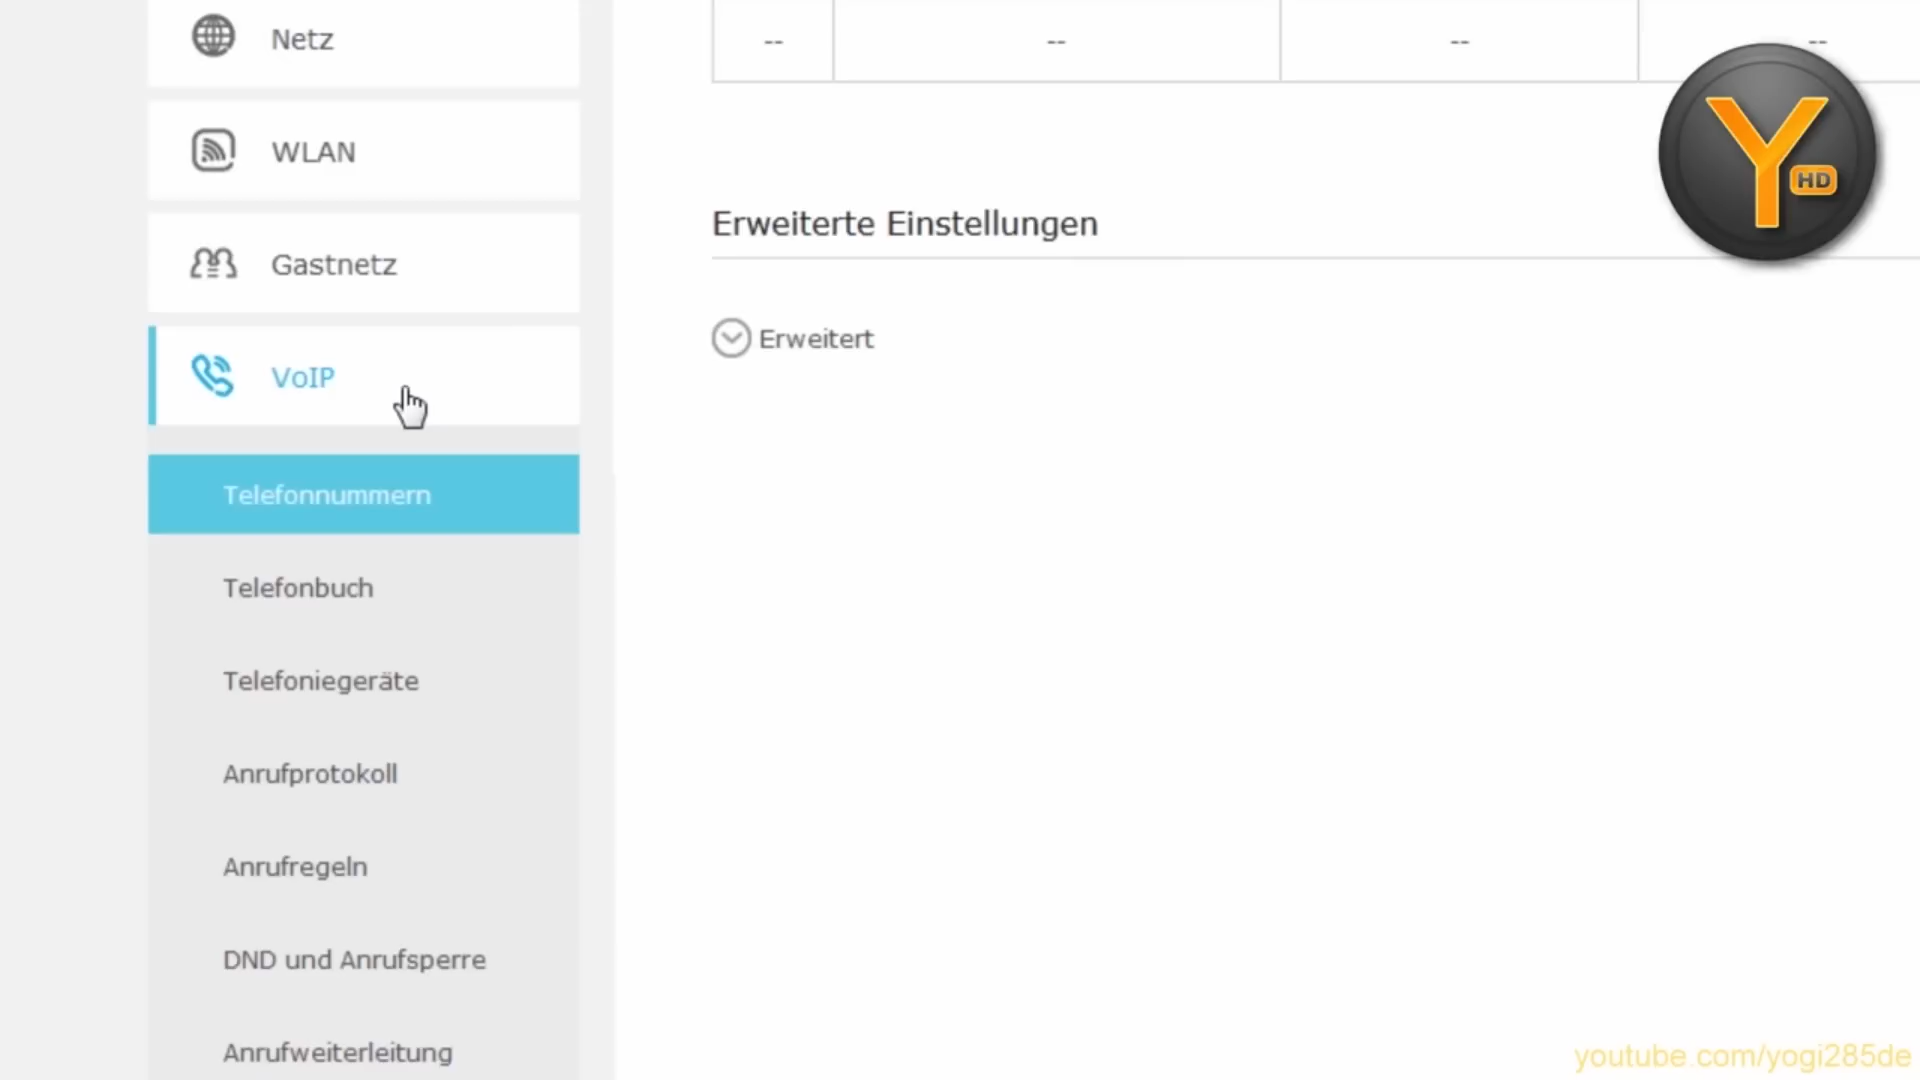 Netz
WLAN
Gastnetz
VoIP
Telefonnummern
Telefonbuch
Telefoniegeräte
Anrufprotokoll
Anrufregeln
DND und Anrufsperre
Anrufweiterleitung
-- -- -- --
Erweiterte Einstellungen
Erweitert
Y HD
youtube.com/yogi285de